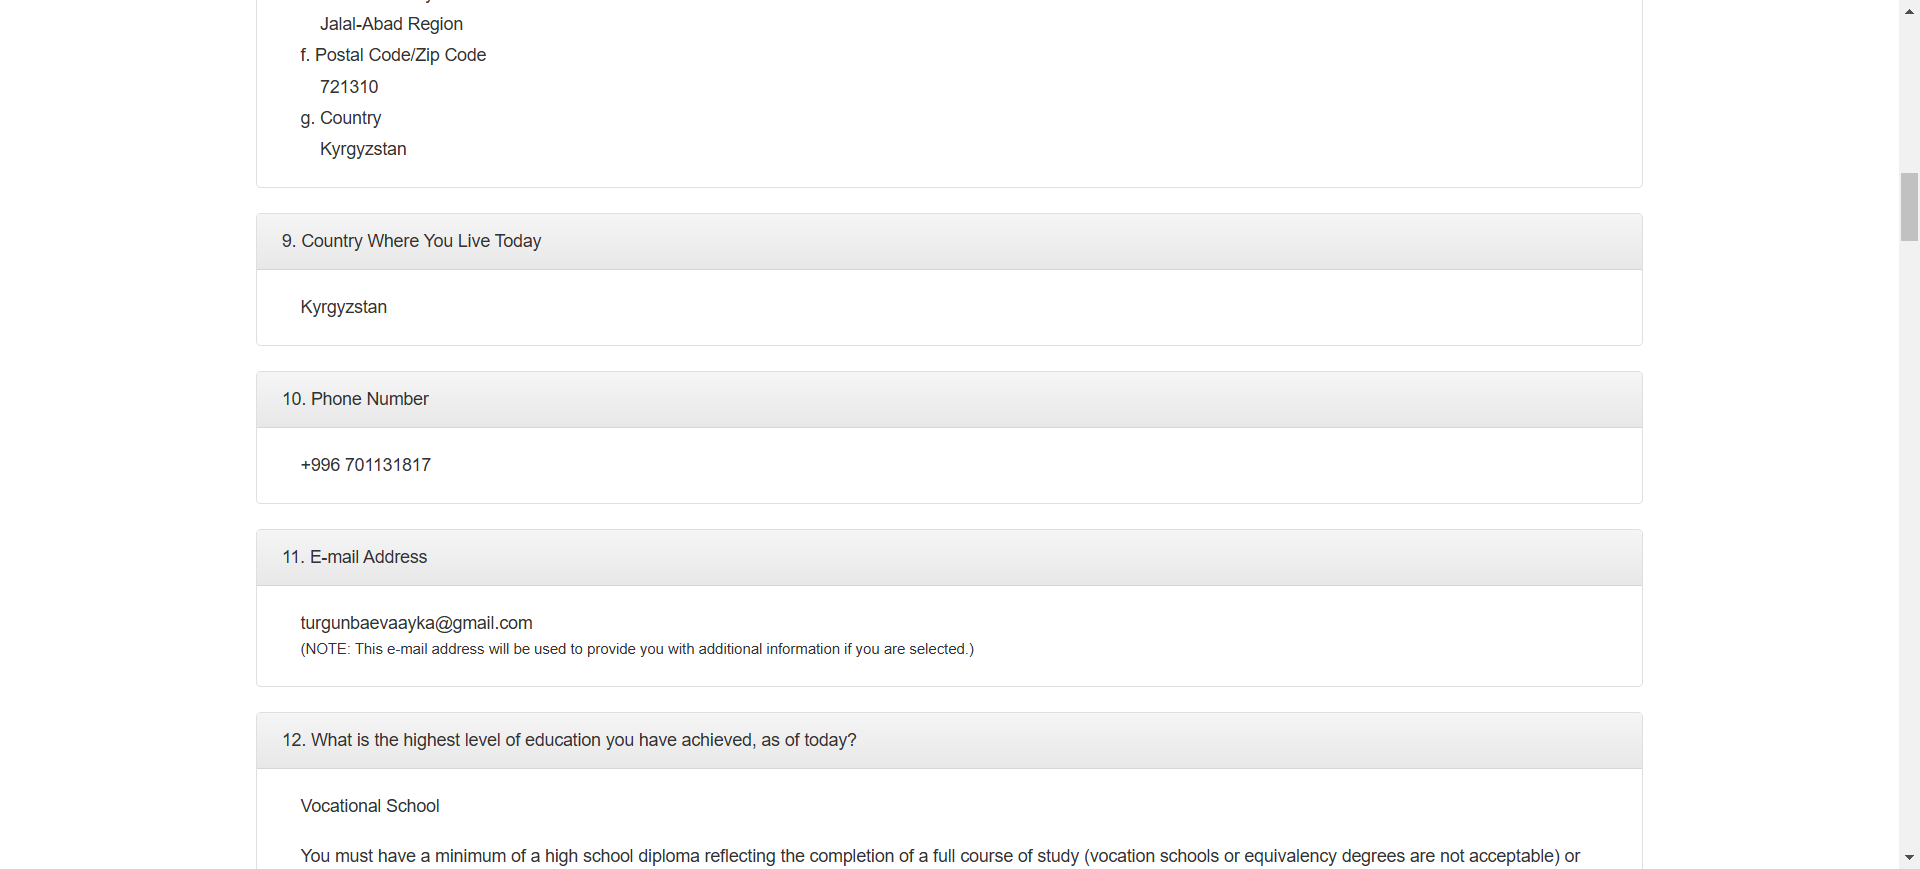 Jalal-Abad Region
f. Postal Code/Zip Code
721310
g. Country
Kyrgyzstan
9. Country Where You Live Today
Kyrgyzstan
10. Phone Number
+996 701131817
11. E-mail Address
turgunbaevaayka@gmail.com
(NOTE: This e-mail address will be used to provide you with additional information if you are selected.)
12. What is the highest level of education you have achieved, as of today?
Vocational School
You must have a minimum of a high school diploma reflecting the completion of a full course of study (vocation schools or equivalency degrees are not acceptable) or